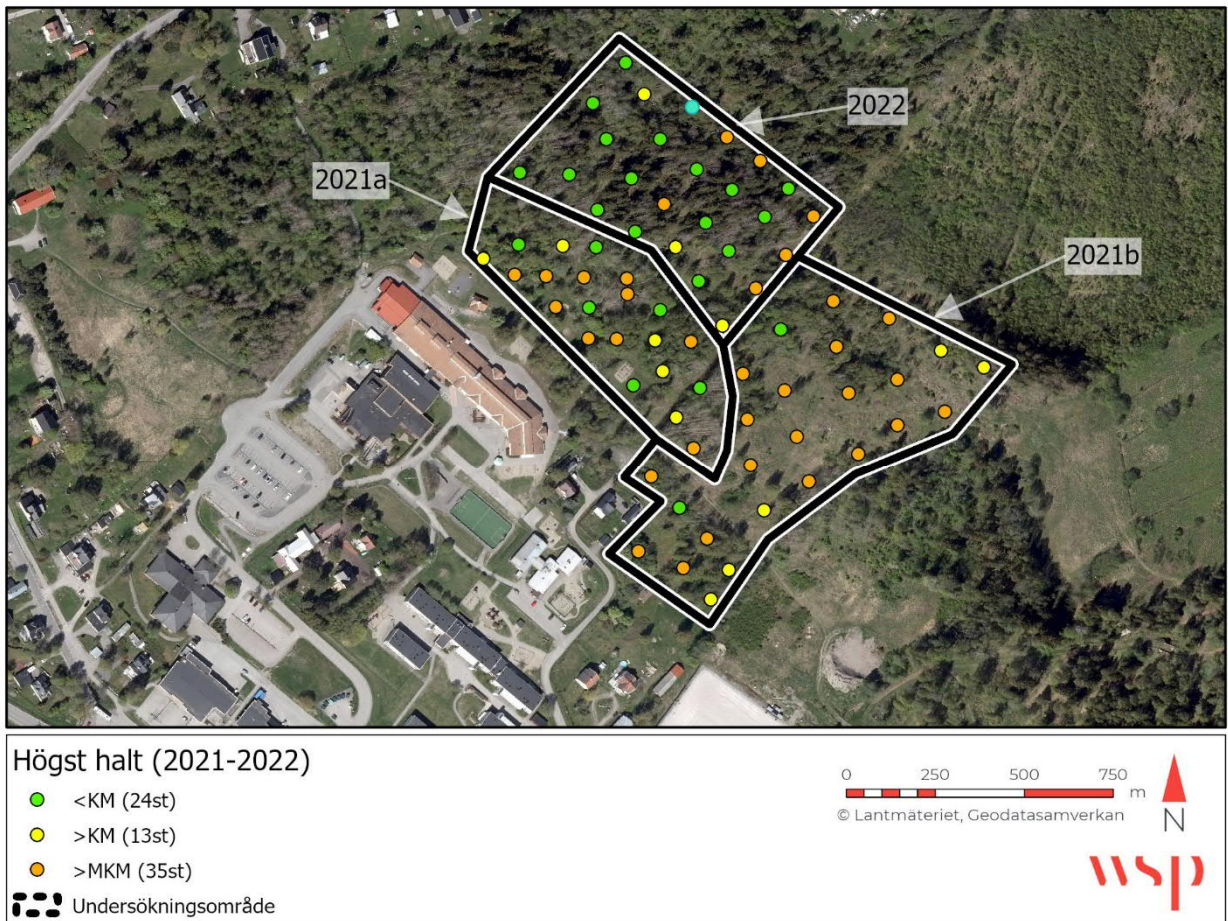 2022
2021a
2021b
Högst halt (2021-2022)
<KM (24st)
>KM (13st)
>MKM (35st)
Undersökningsområde
0 250 500 750 m
© Lantmäteriet, Geodatasamverkan
N
wsp